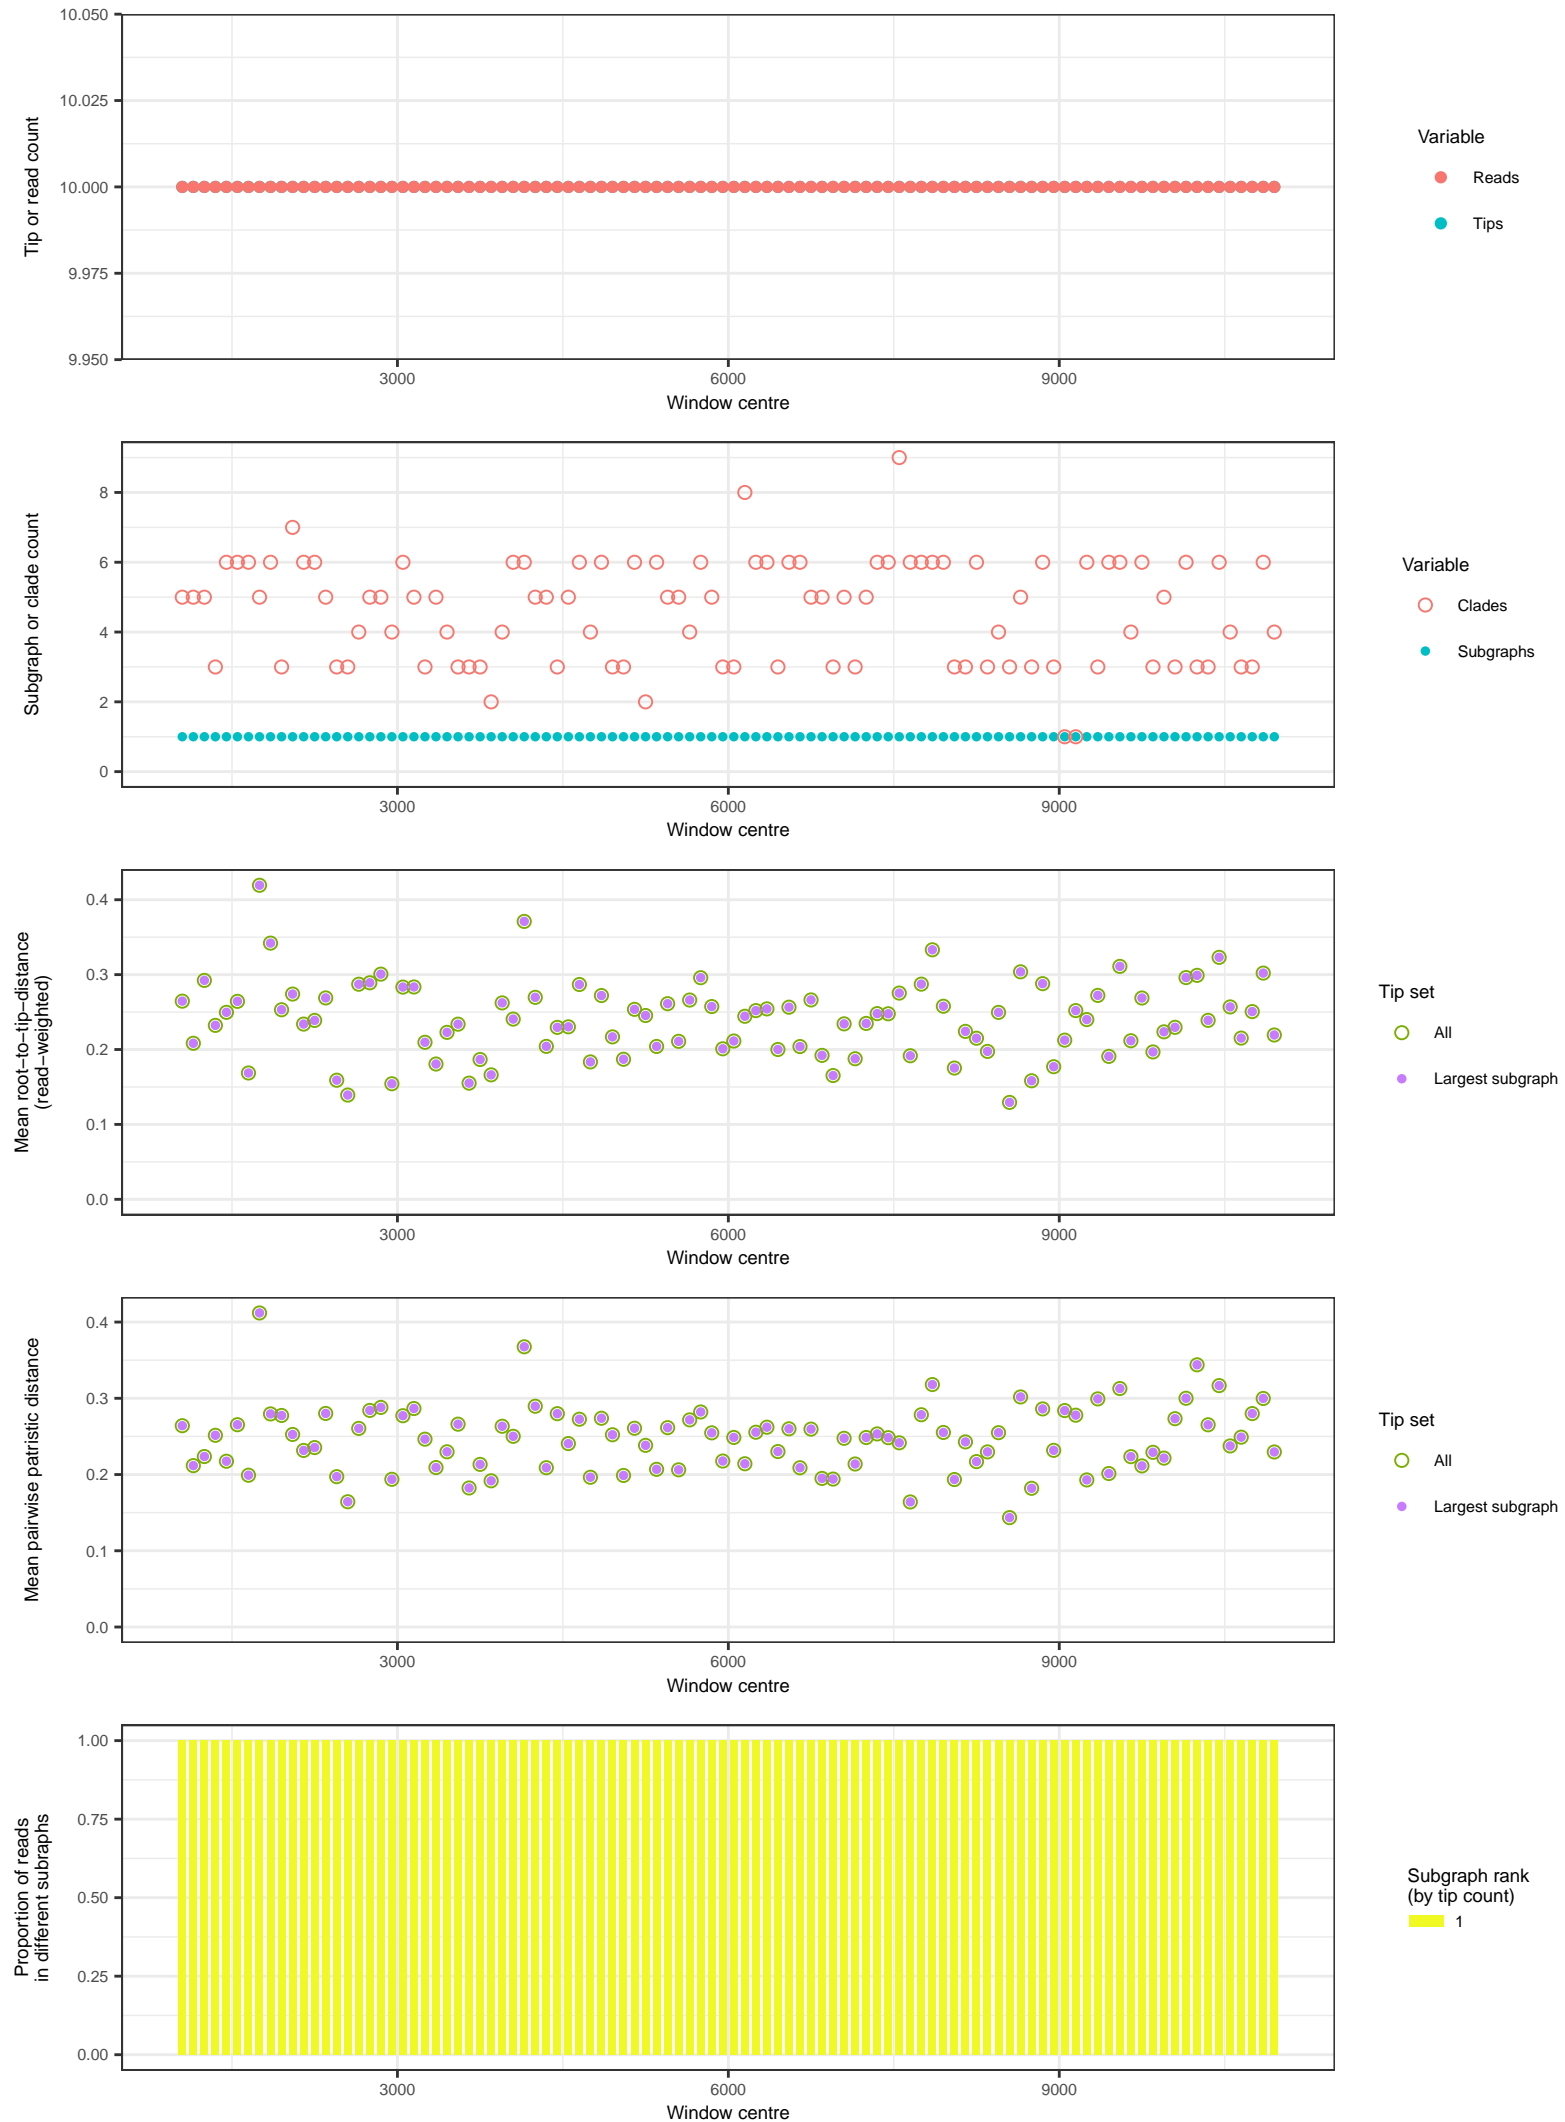 10.050
10.025
10.000
9.975
9.950
Tip or read count
3000
6000
9000
Window centre
Variable
Reads
Tips
8
6
4
2
0
Subgraph or clade count
3000
6000
9000
Window centre
Variable
Clades
Subgraphs
0.4
0.3
0.2
0.1
0.0
Mean root−to−tip−distance
(read−weighted)
3000
6000
9000
Window centre
Tip set
All
Largest subgraph
0.4
0.3
0.2
0.1
0.0
Mean pairwise patristic distance
3000
6000
9000
Window centre
Tip set
All
Largest subgraph
1.00
0.75
0.50
0.25
0.00
Proportion of reads
in different subraphs
3000
6000
9000
Window centre
Subgraph rank
(by tip count)
1